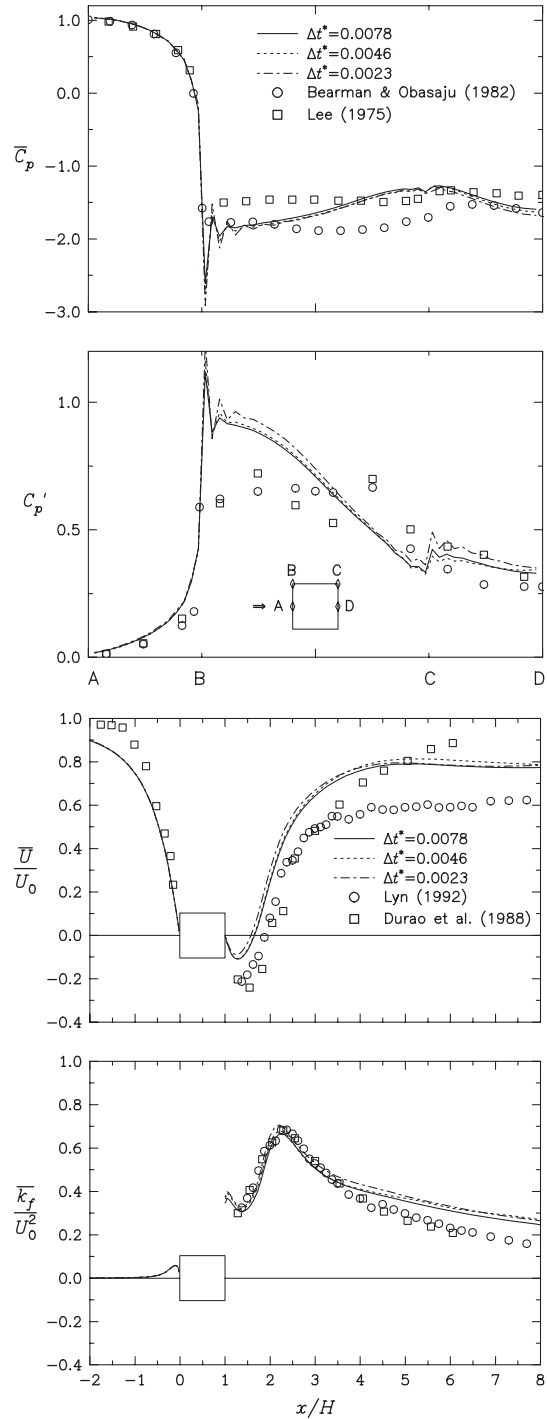 1.0
0.0
−1.0
−2.0
−3.0
C̅p
Δt*=0.0078
Δt*=0.0046
Δt*=0.0023
Bearman & Obasaju (1982)
Lee (1975)
1.0
0.5
0.0
Cp'
B C
⇒ A D
A B C D
1.0
0.8
0.6
0.4
0.2
0.0
−0.2
−0.4
U̅
U0
Δt*=0.0078
Δt*=0.0046
Δt*=0.0023
Lyn (1992)
Durao et al. (1988)
1.0
0.8
0.6
0.4
0.2
0.0
−0.2
−0.4
k̅f
U0²
−2 −1 0 1 2 3 4 5 6 7 8
x/H